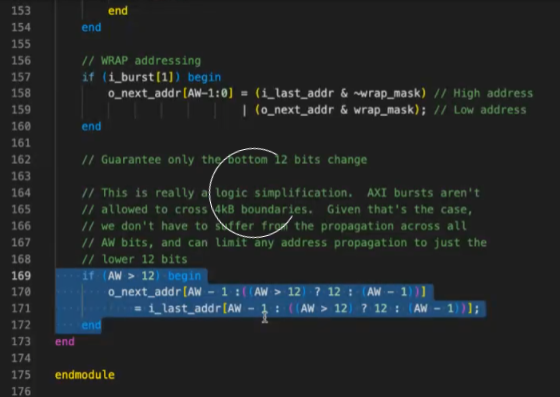 153 end
154 end
155
156 // WRAP addressing
157 if (i_burst[1]) begin
158 o_next_addr[AW-1:0] = (i_last_addr & ~wrap_mask) // High address
159 | (o_next_addr & wrap_mask); // Low address
160 end
161
162 // Guarantee only the bottom 12 bits change
163
164 // This is really a logic simplification. AXI bursts aren't
165 // allowed to cross 4kB boundaries. Given that's the case,
166 // we don't have to suffer from the propagation across all
167 // AW bits, and can limit any address propagation to just the
168 // lower 12 bits
169 if (AW > 12) begin
170 o_next_addr[AW - 1 :((AW > 12) ? 12 : (AW - 1))]
171 = i_last_addr[AW - 1 : ((AW > 12) ? 12 : (AW - 1))];
172 end
173 end
174
175 endmodule
176